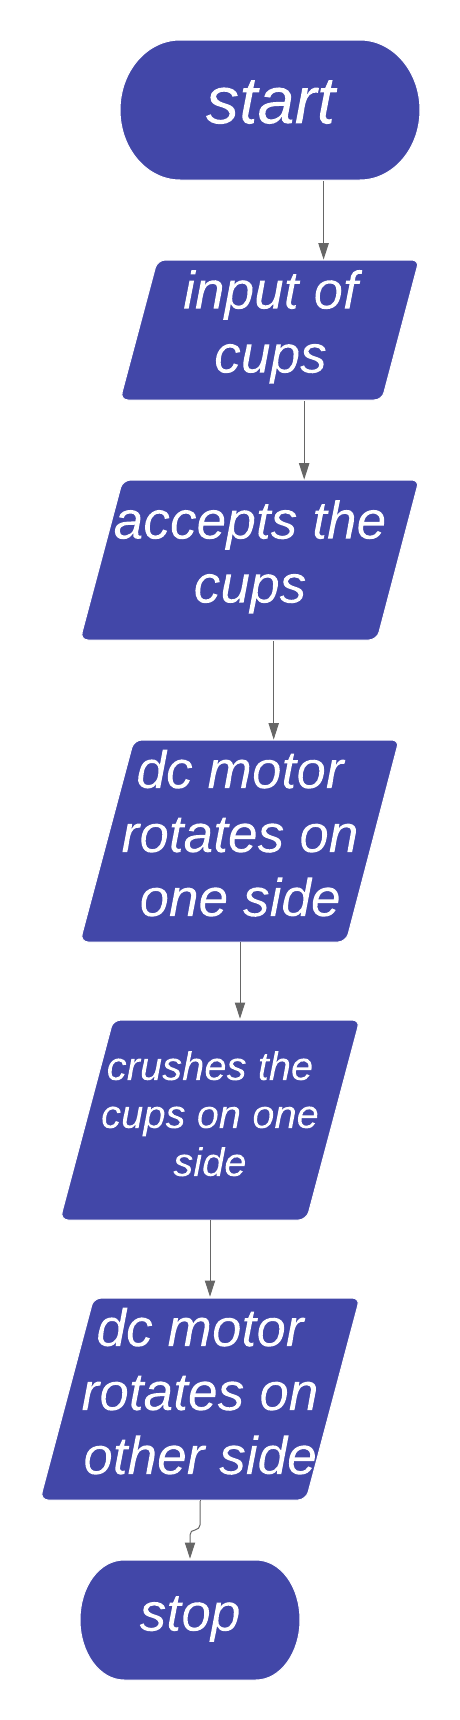 start
input of
cups
accepts the
cups
dc motor
rotates on
one side
crushes the
cups on one
side
dc motor
rotates on
other side
stop